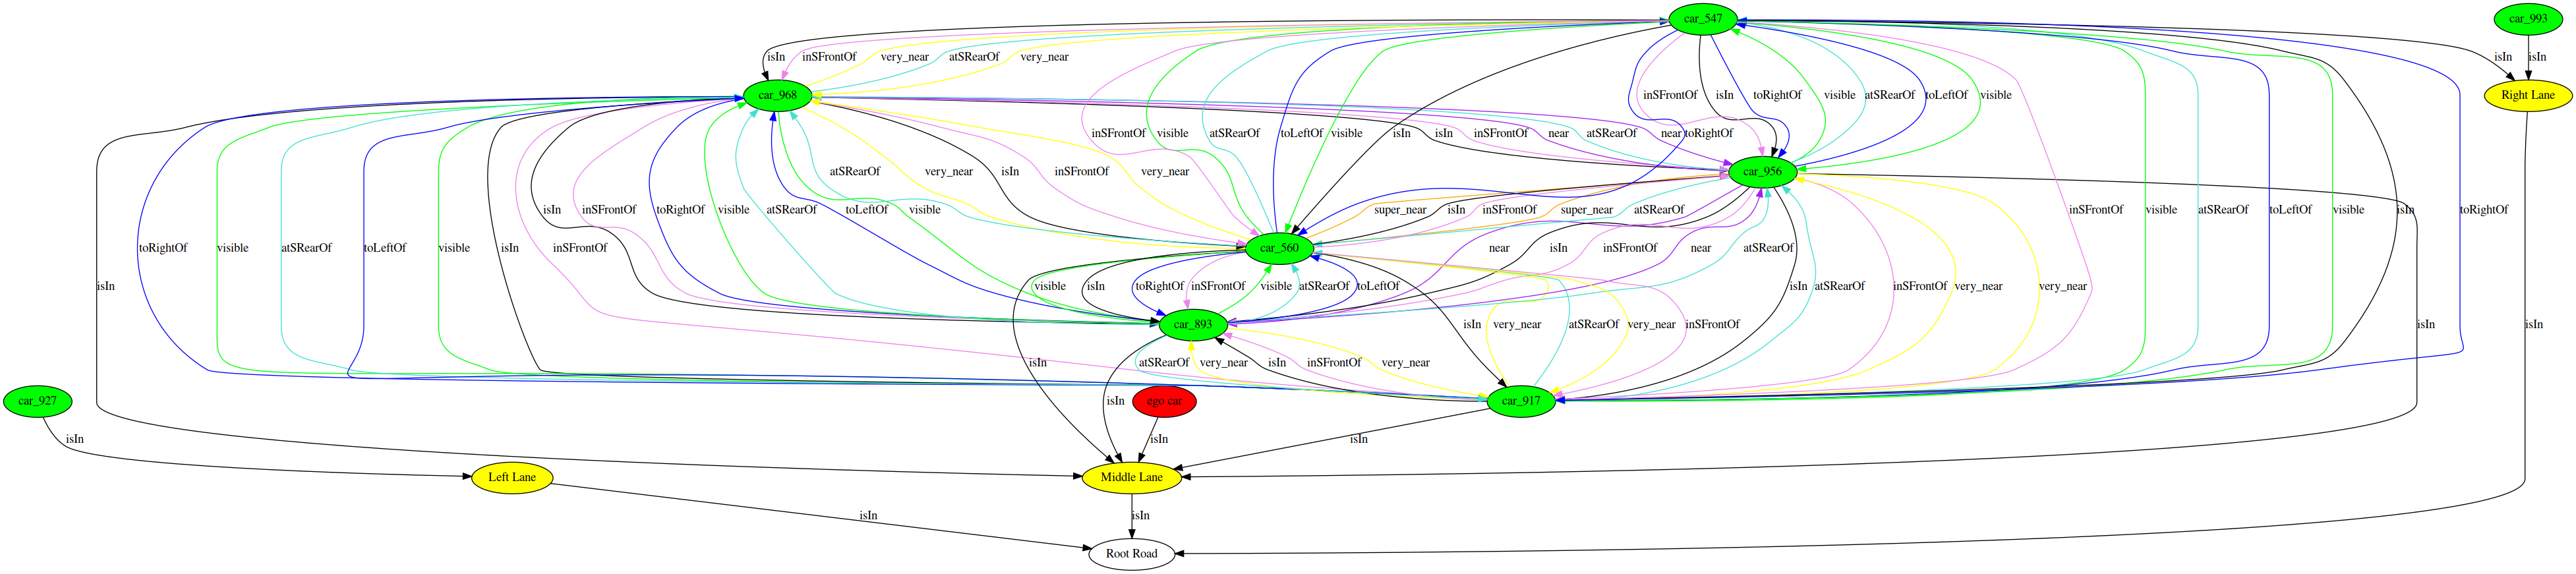 car_547
car_993
isIn inSFrontOf very_near atSRearOf very_near isIn isIn
car_968 inSFrontOf isIn toRightOf visible atSRearOf toLeftOf visible Right Lane
inSFrontOf visible atSRearOf toLeftOf visible isIn isIn inSFrontOf near atSRearOf near toRightOf
atSRearOf very_near isIn inSFrontOf very_near car_956
isIn inSFrontOf toRightOf visible atSRearOf toLeftOf visible super_near isIn inSFrontOf super_near atSRearOf inSFrontOf visible atSRearOf toLeftOf visible isIn toRightOf
toRightOf visible atSRearOf toLeftOf visible isIn inSFrontOf car_560 near isIn inSFrontOf near atSRearOf
isIn visible isIn toRightOf inSFrontOf visible atSRearOf toLeftOf isIn atSRearOf inSFrontOf very_near very_near
car_893 isIn very_near atSRearOf very_near inSFrontOf isIn isIn
isIn atSRearOf very_near isIn inSFrontOf very_near
car_927 isIn ego car car_917
isIn isIn isIn
Left Lane Middle Lane
isIn isIn
Root Road